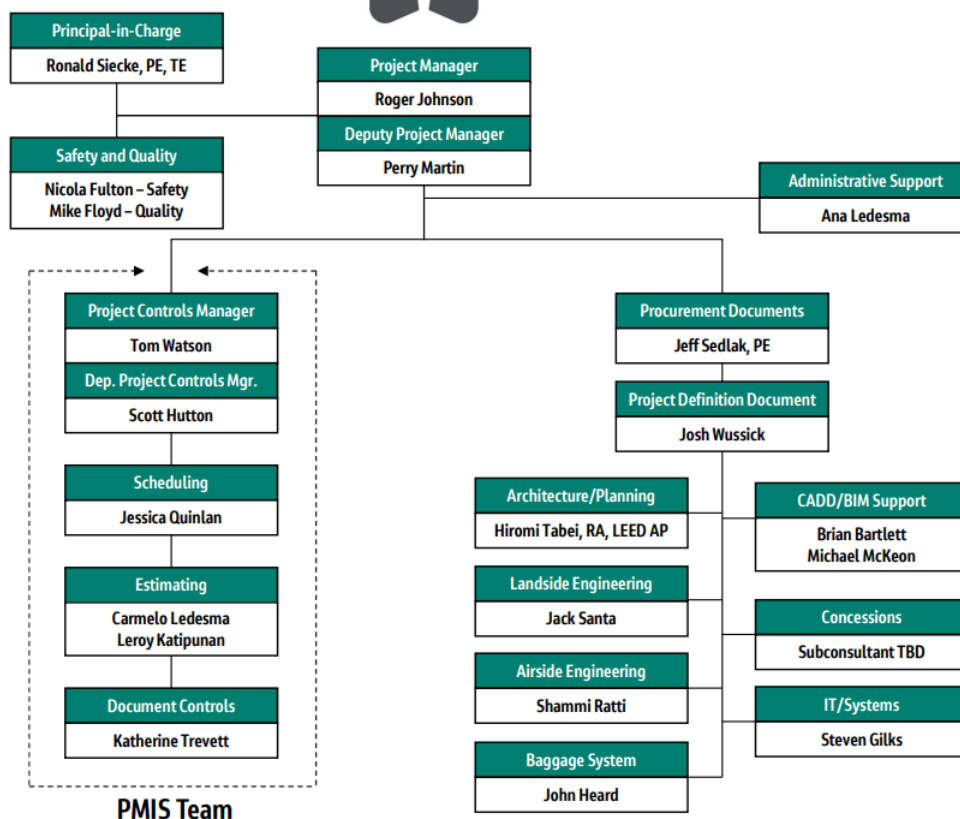 Principal-in-Charge
Ronald Siecke, PE, TE
Project Manager
Roger Johnson
Deputy Project Manager
Perry Martin
Safety and Quality
Nicola Fulton – Safety
Mike Floyd – Quality
Administrative Support
Ana Ledesma
Project Controls Manager
Tom Watson
Dep. Project Controls Mgr.
Scott Hutton
Scheduling
Jessica Quinlan
Estimating
Carmelo Ledesma
Leroy Katipunan
Document Controls
Katherine Trevett
PMIS Team
Procurement Documents
Jeff Sedlak, PE
Project Definition Document
Josh Wussick
Architecture/Planning
Hiromi Tabei, RA, LEED AP
CADD/BIM Support
Brian Bartlett
Michael McKeon
Landside Engineering
Jack Santa
Concessions
Subconsultant TBD
Airside Engineering
Shammi Ratti
IT/Systems
Steven Gilks
Baggage System
John Heard